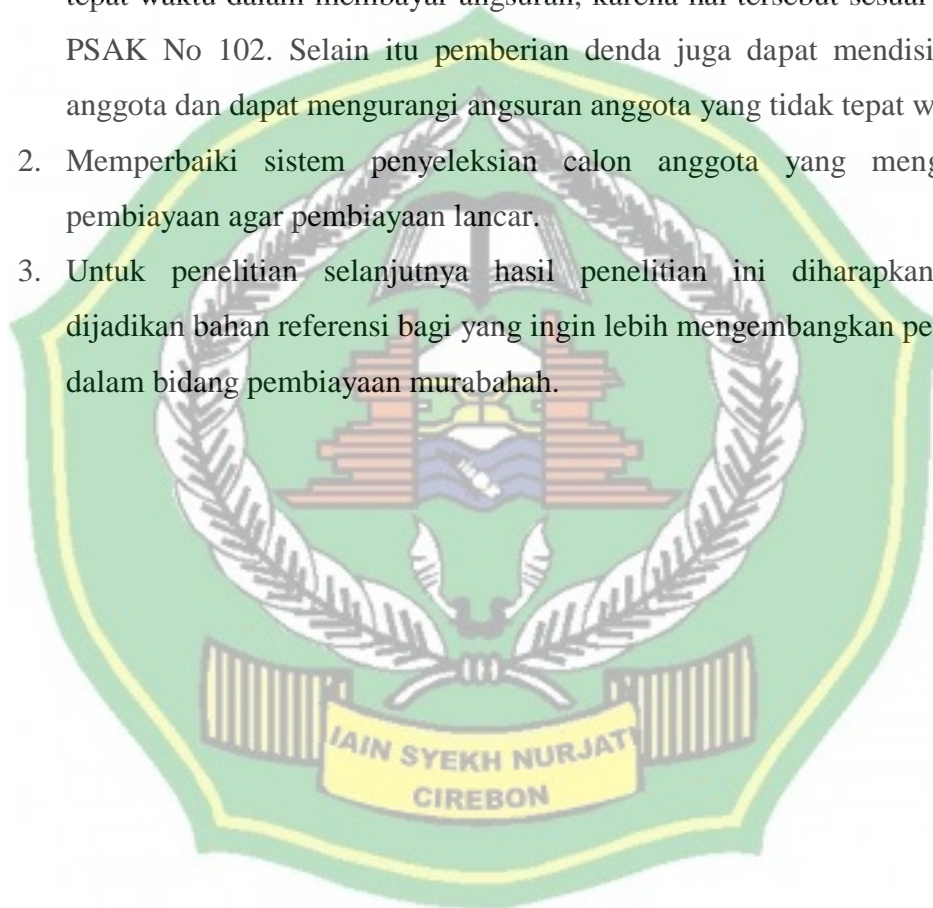 tepat waktu dalam membayar angsuran, karena hal tersebut sesuai
PSAK No 102. Selain itu pemberian denda juga dapat
anggota dan dapat mengurangi angsuran anggota yang tidak tepat
2. Memperbaiki sistem penyeleksian calon anggota yang
pembiayaan agar pembiayaan lancar.
3. Untuk penelitian selanjutnya hasil penelitian ini diharapkan
dijadikan bahan referensi bagi yang ingin lebih mengembangkan
dalam bidang pembiayaan murabahah.
IAIN SYEKH NURJATI
CIREBON